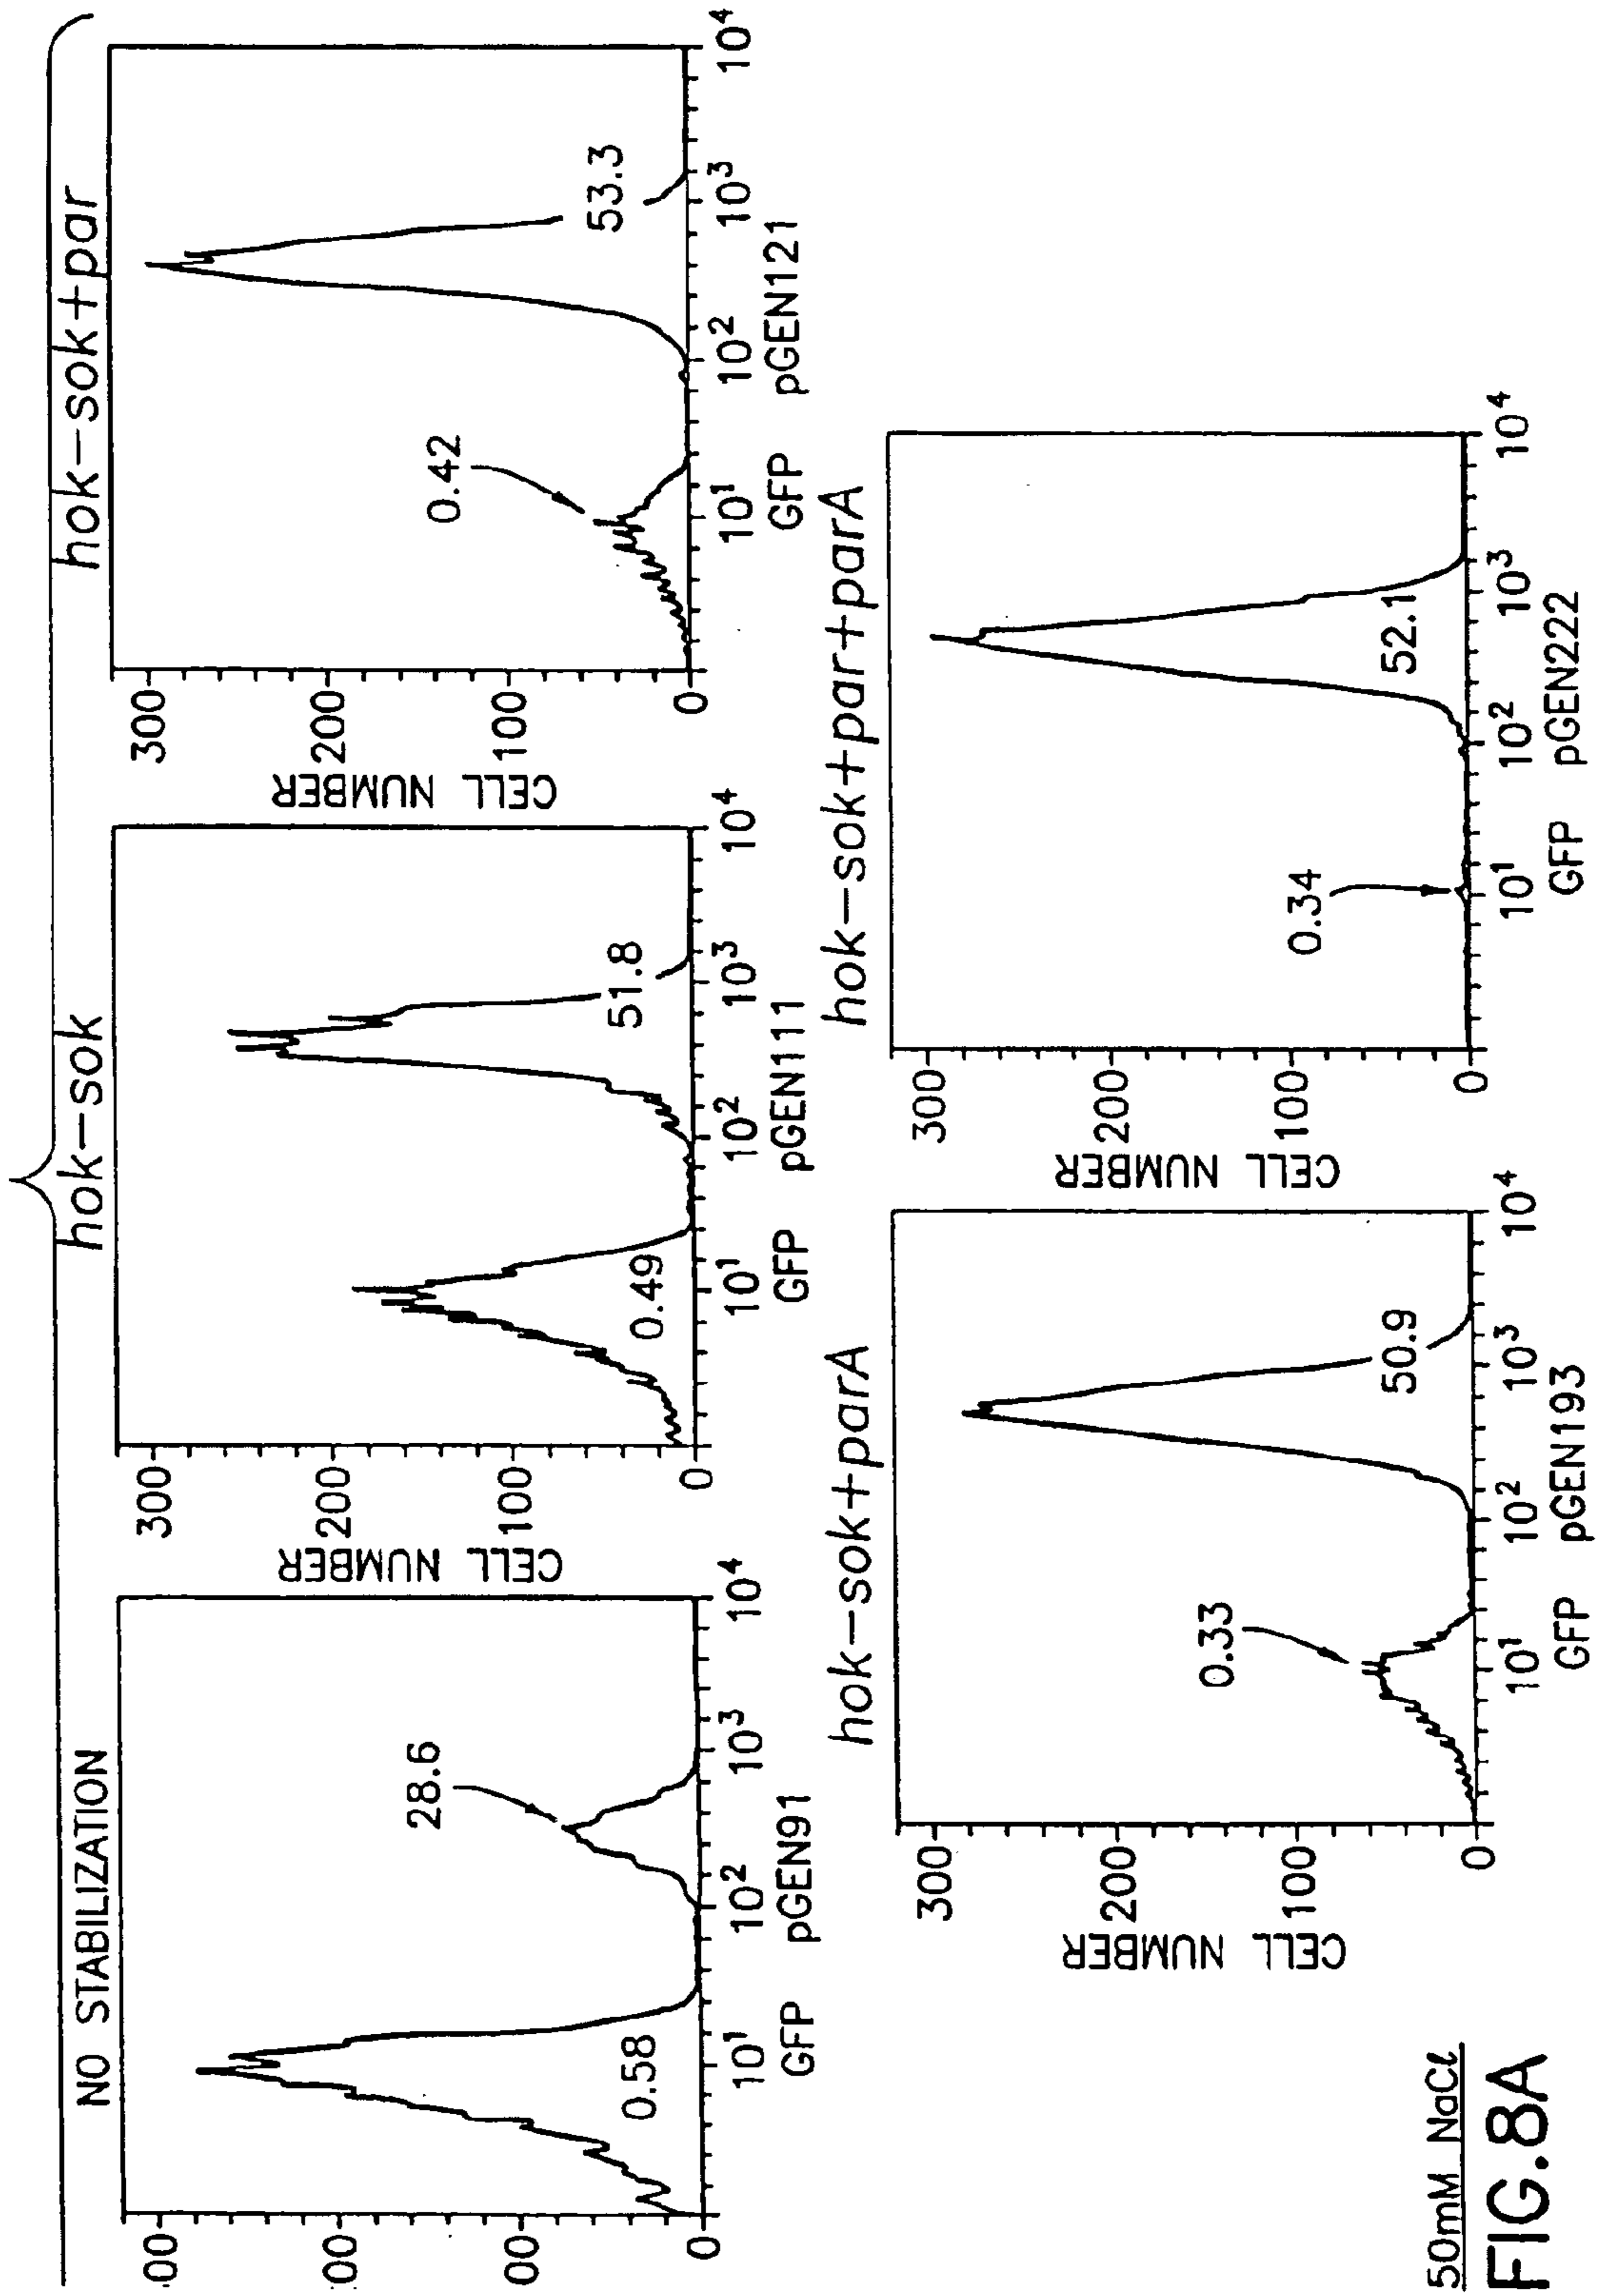 NO STABILIZATION
00
00
00
0
0.58
28.6
10¹ 10² 10³ 10⁴
GFP pGEN91
hok-sok
CELL NUMBER
300
200
100
0
0.49
51.8
10¹ 10² 10³ 10⁴
GFP pGEN111
hok-sok+par
CELL NUMBER
300
200
100
0
0.42
53.3
10¹ 10² 10³ 10⁴
GFP pGEN121
hok-sok+parA
CELL NUMBER
300
200
100
0
0.33
50.9
10¹ 10² 10³ 10⁴
GFP pGEN193
hok-sok+par+parA
CELL NUMBER
300
200
100
0
0.34
52.1
10¹ 10² 10³ 10⁴
GFP pGEN222
50mM NaCl
FIG.8A